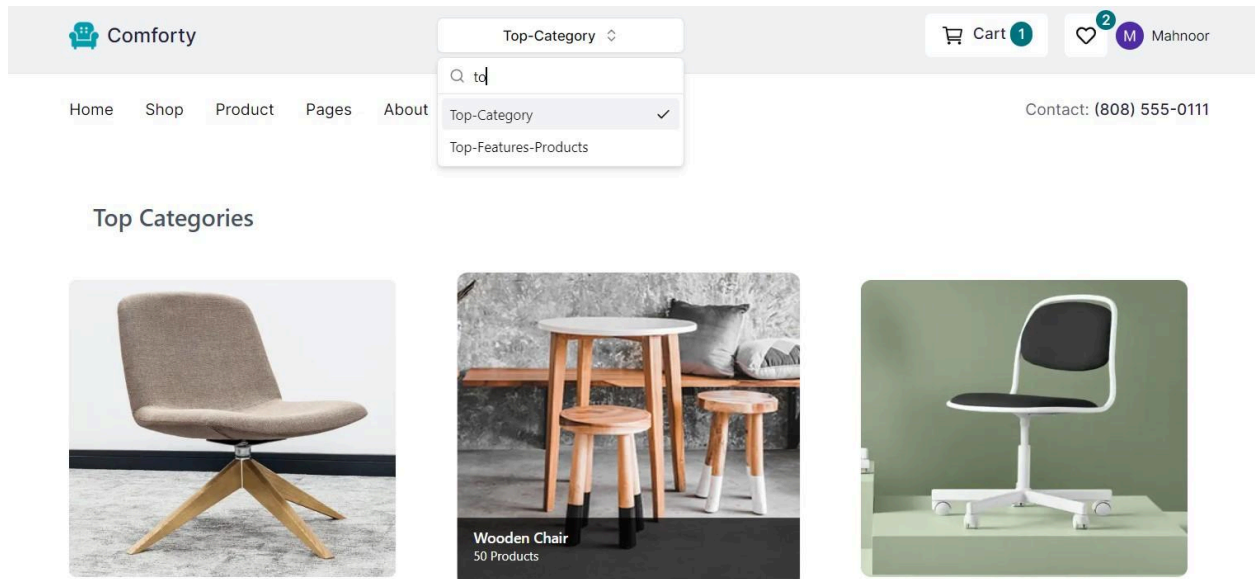 Comforty
Top-Category
Cart 1
2
M Mahnoor
to
Top-Category
Top-Features-Products
Home Shop Product Pages About
Contact: (808) 555-0111
Top Categories
Wooden Chair
50 Products